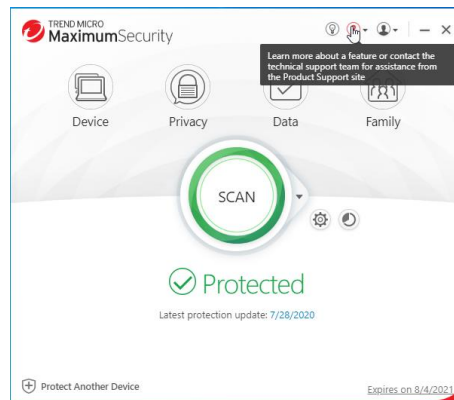 TREND MICRO
MaximumSecurity
Learn more about a feature or contact the
technical support team for assistance from
the Product Support site
Device
Privacy
Data
Family
SCAN
Protected
Latest protection update: 7/28/2020
Protect Another Device
Expires on 8/4/2021